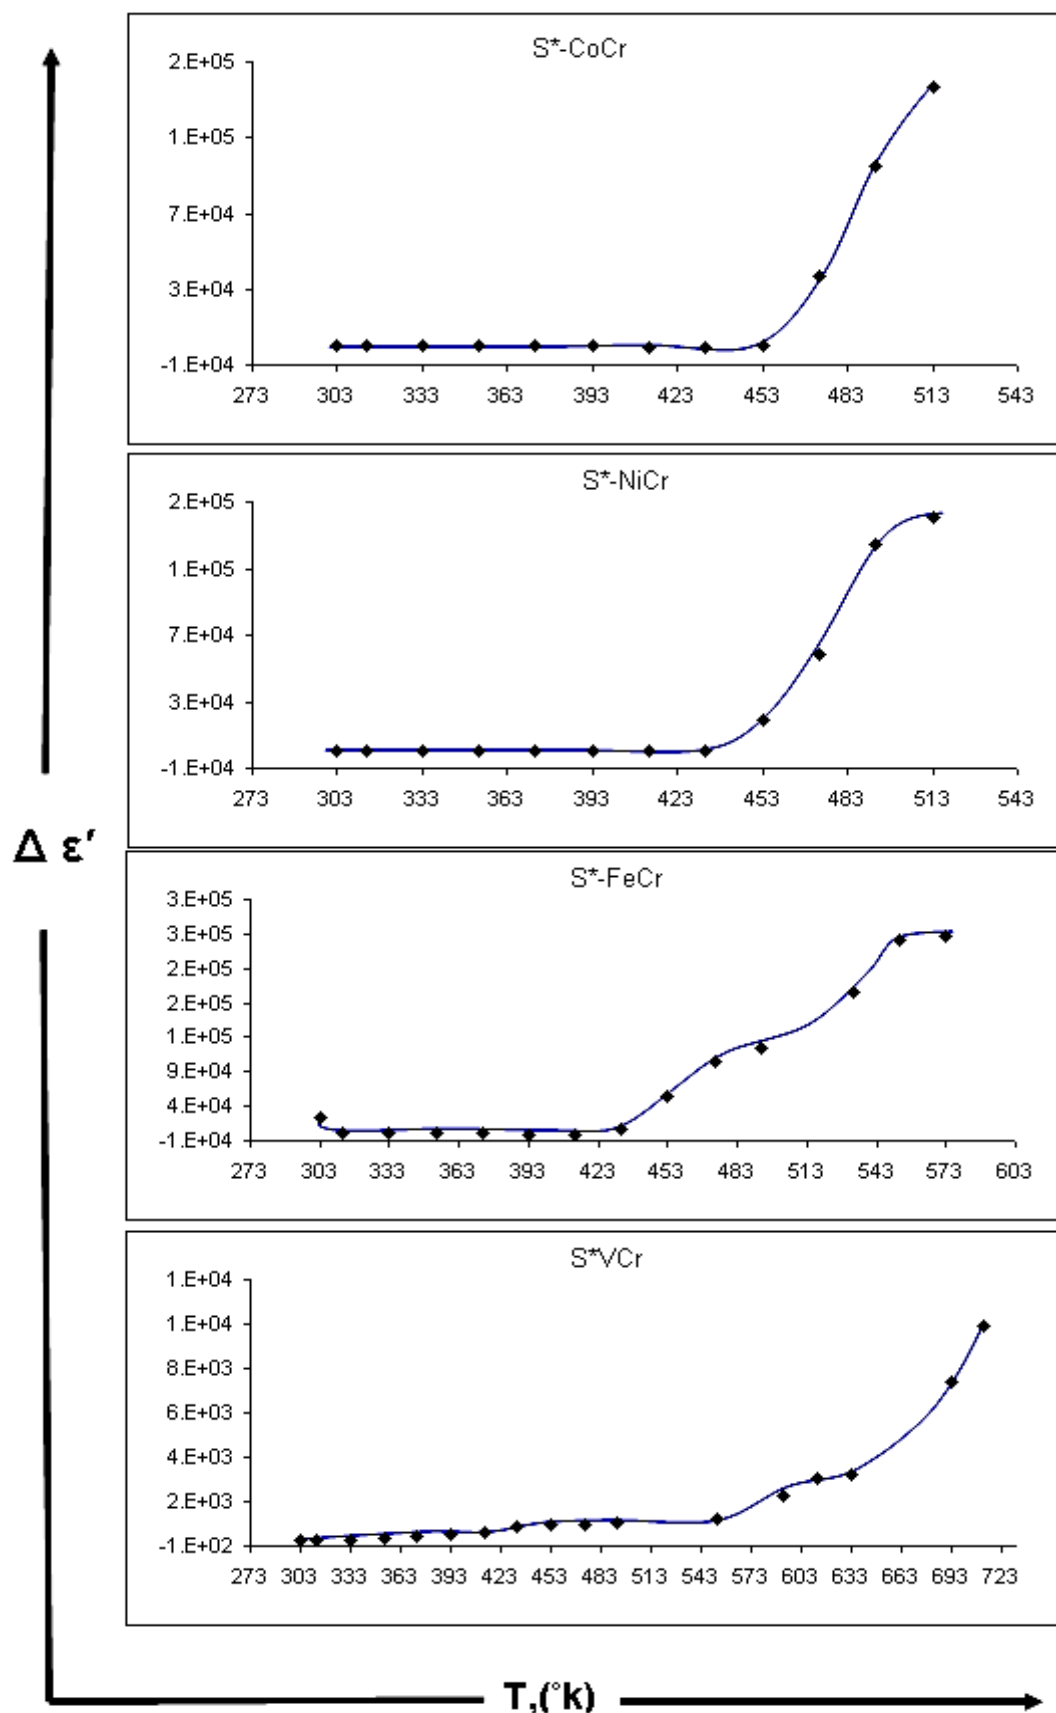 S*-CoCr
2.E+05
1.E+05
7.E+04
3.E+04
-1.E+04
273 303 333 363 393 423 453 483 513 543
S*-NiCr
2.E+05
1.E+05
7.E+04
3.E+04
-1.E+04
273 303 333 363 393 423 453 483 513 543
Δ ε′
S*-FeCr
3.E+05
3.E+05
2.E+05
2.E+05
1.E+05
9.E+04
4.E+04
-1.E+04
273 303 333 363 393 423 453 483 513 543 573 603
S*VCr
1.E+04
1.E+04
8.E+03
6.E+03
4.E+03
2.E+03
-1.E+02
273 303 333 363 393 423 453 483 513 543 573 603 633 663 693 723
T,(°k)